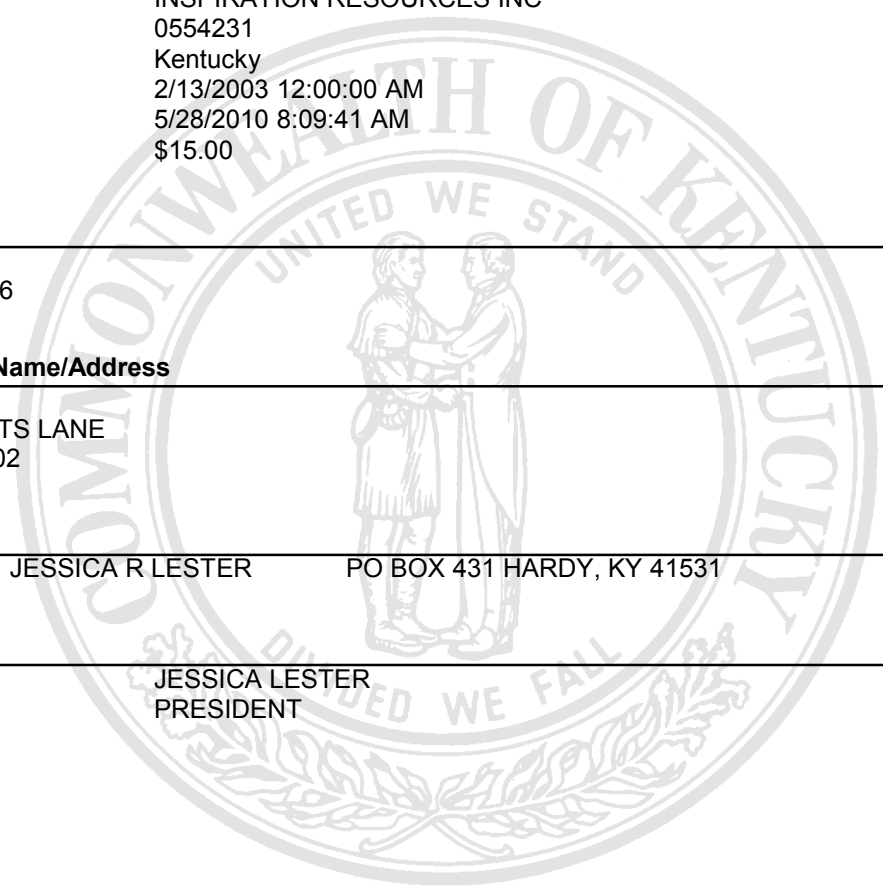 INSPIRATION RESOURCES INC
0554231
Kentucky
2/13/2003 12:00:00 AM
5/28/2010 8:09:41 AM
$15.00
6
Name/Address
TS LANE
02
JESSICA R LESTER PO BOX 431 HARDY, KY 41531
JESSICA LESTER
PRESIDENT
COMMONWEALTH OF KENTUCKY
UNITED WE STAND
DIVIDED WE FALL